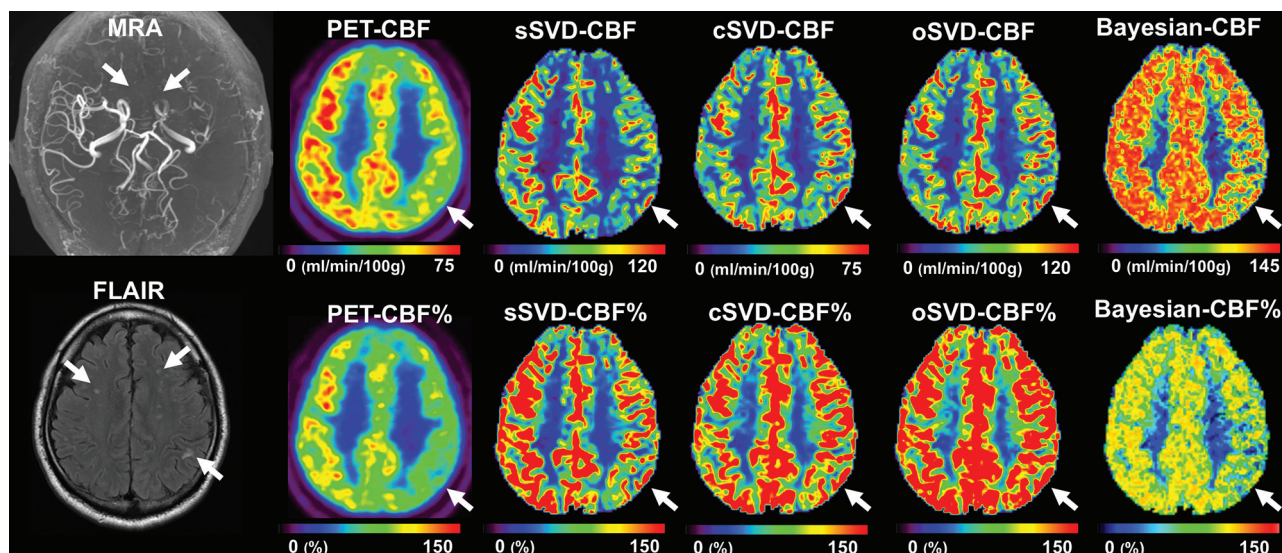 MRA
PET-CBF
sSVD-CBF
cSVD-CBF
oSVD-CBF
Bayesian-CBF
0 (ml/min/100g) 75
0 (ml/min/100g) 120
0 (ml/min/100g) 75
0 (ml/min/100g) 120
0 (ml/min/100g) 145
FLAIR
PET-CBF%
sSVD-CBF%
cSVD-CBF%
oSVD-CBF%
Bayesian-CBF%
0 (%) 150
0 (%) 150
0 (%) 150
0 (%) 150
0 (%) 150